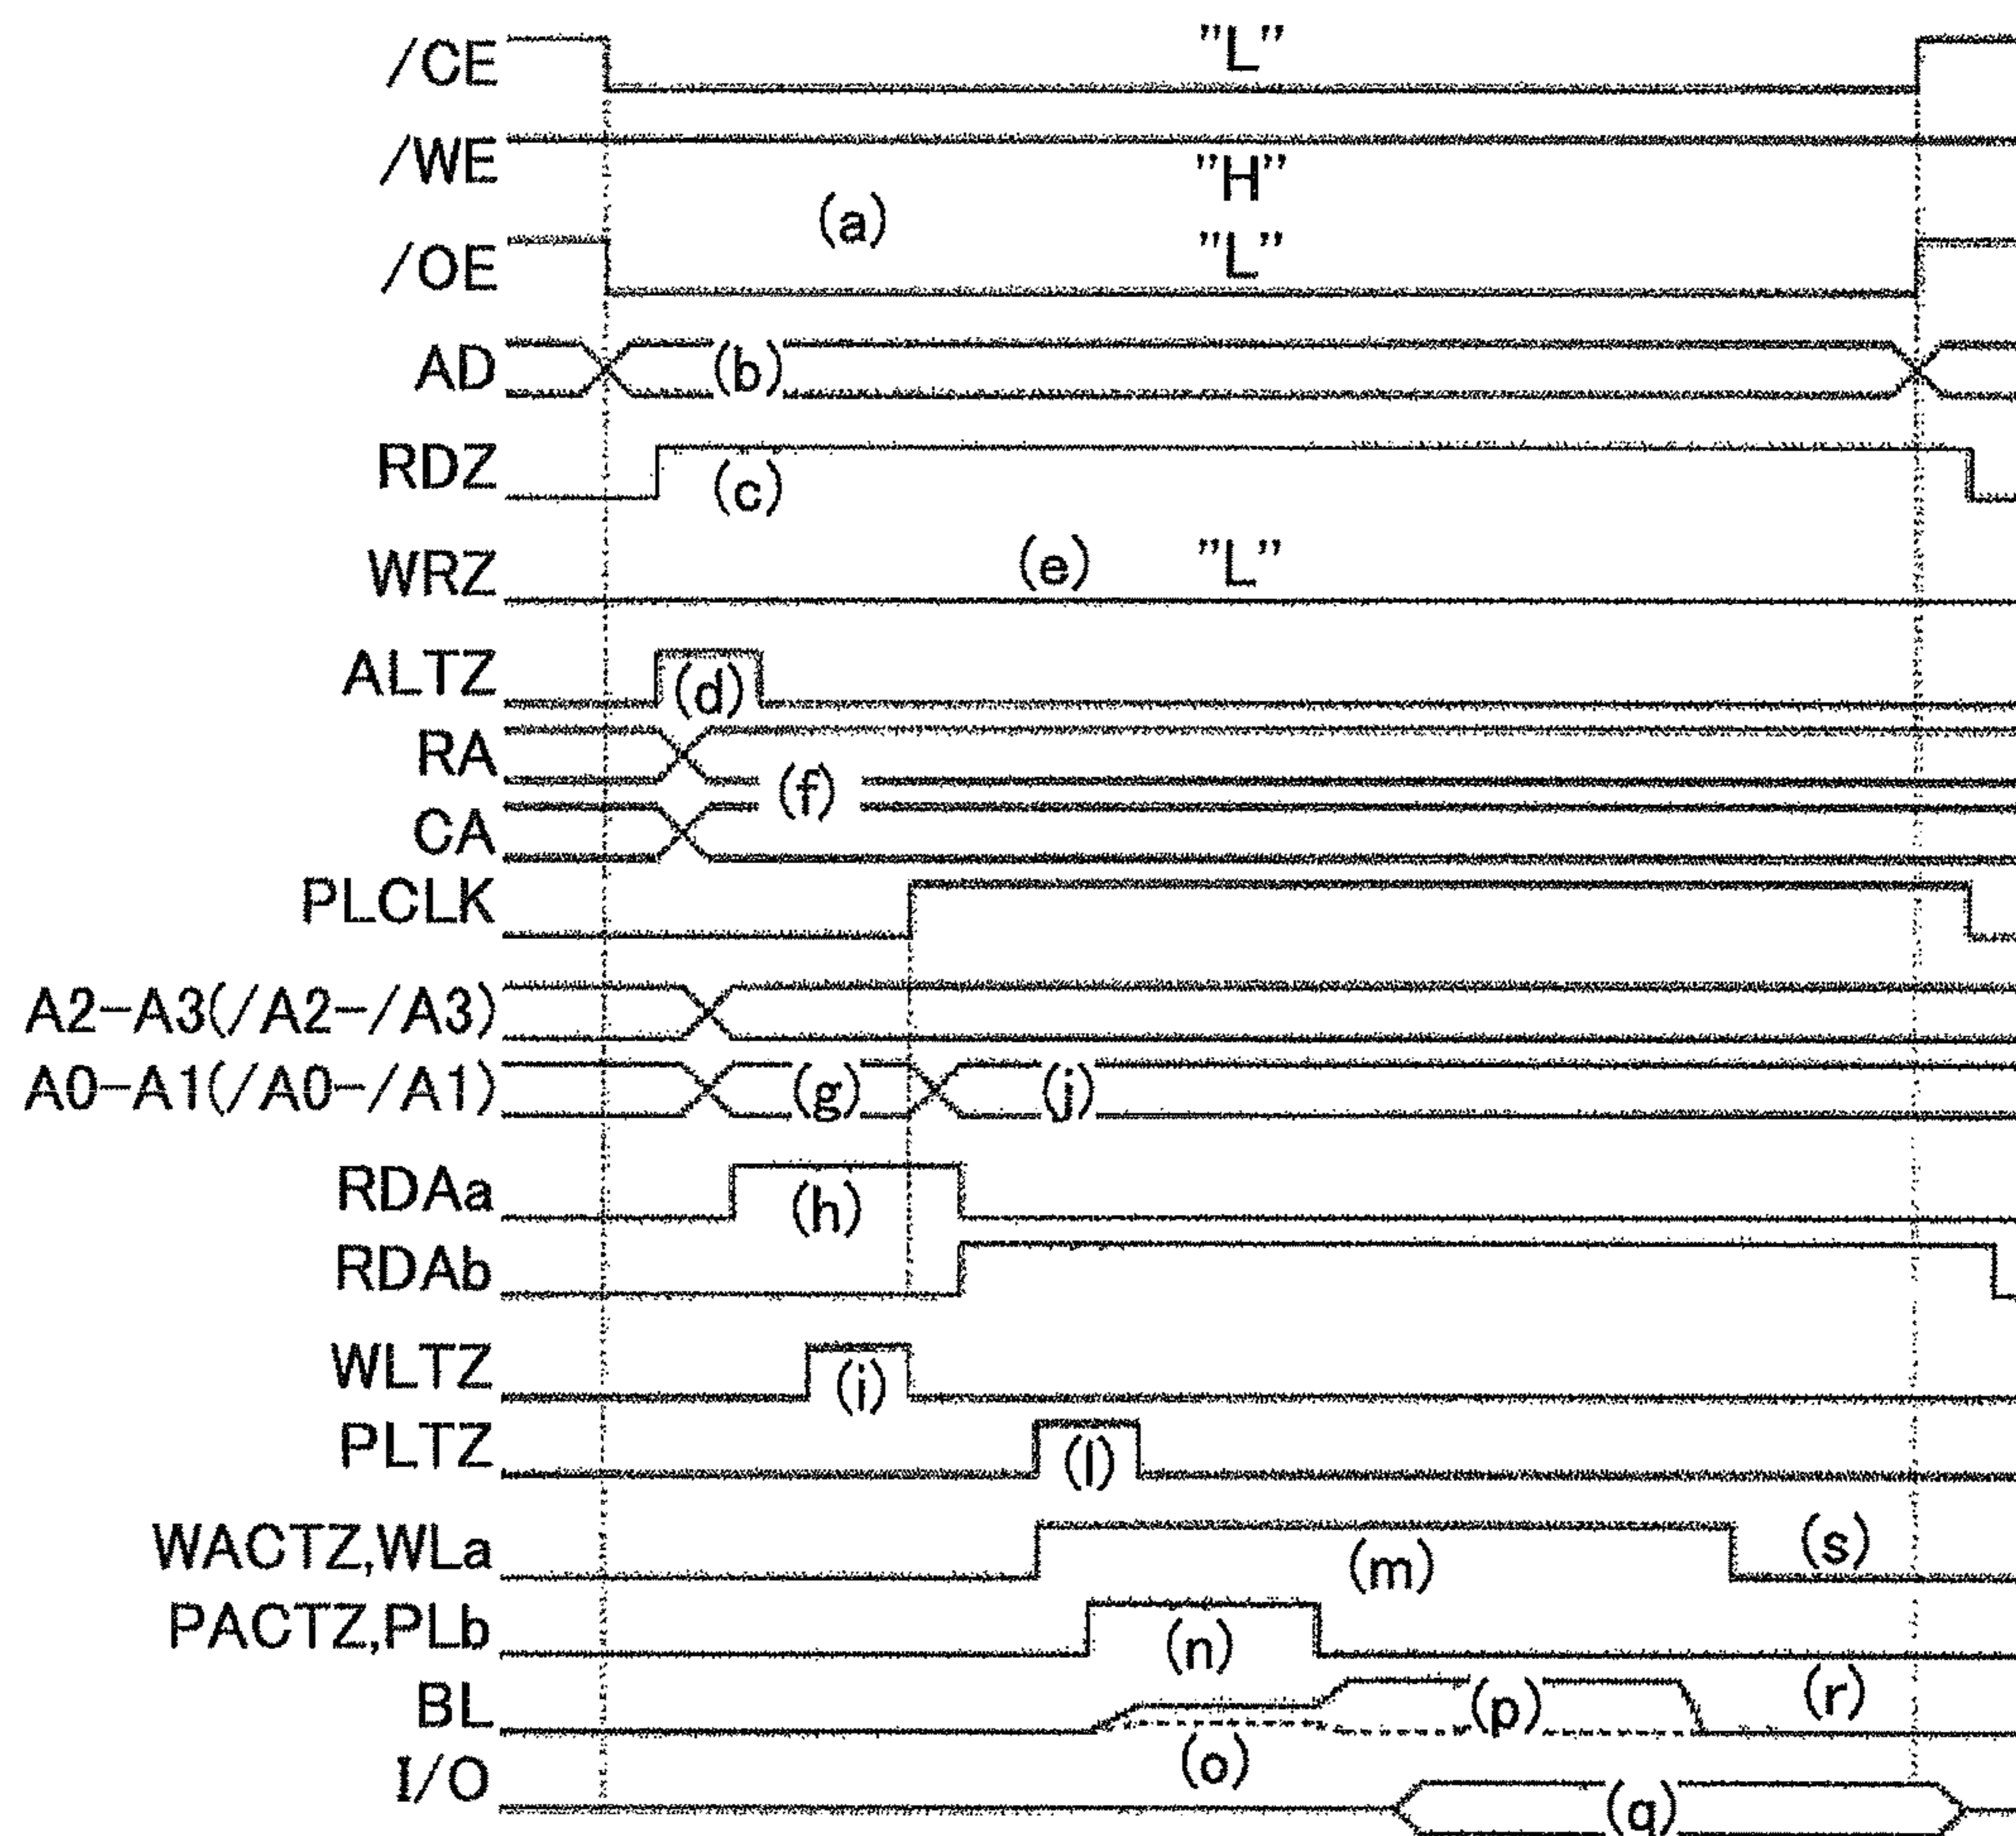 /CE "L"
/WE "H"
(a)
/OE "L"
AD (b)
RDZ (c)
WRZ (e) "L"
ALTZ (d)
RA
(f)
CA
PLCLK
A2-A3(/A2-/A3)
A0-A1(/A0-/A1) (g) (j)
RDAa (h)
RDAb
WLTZ (i)
PLTZ (l)
WACTZ,WLa (m) (s)
PACTZ,PLb (n)
BL (p) (r)
(o)
I/O (q)